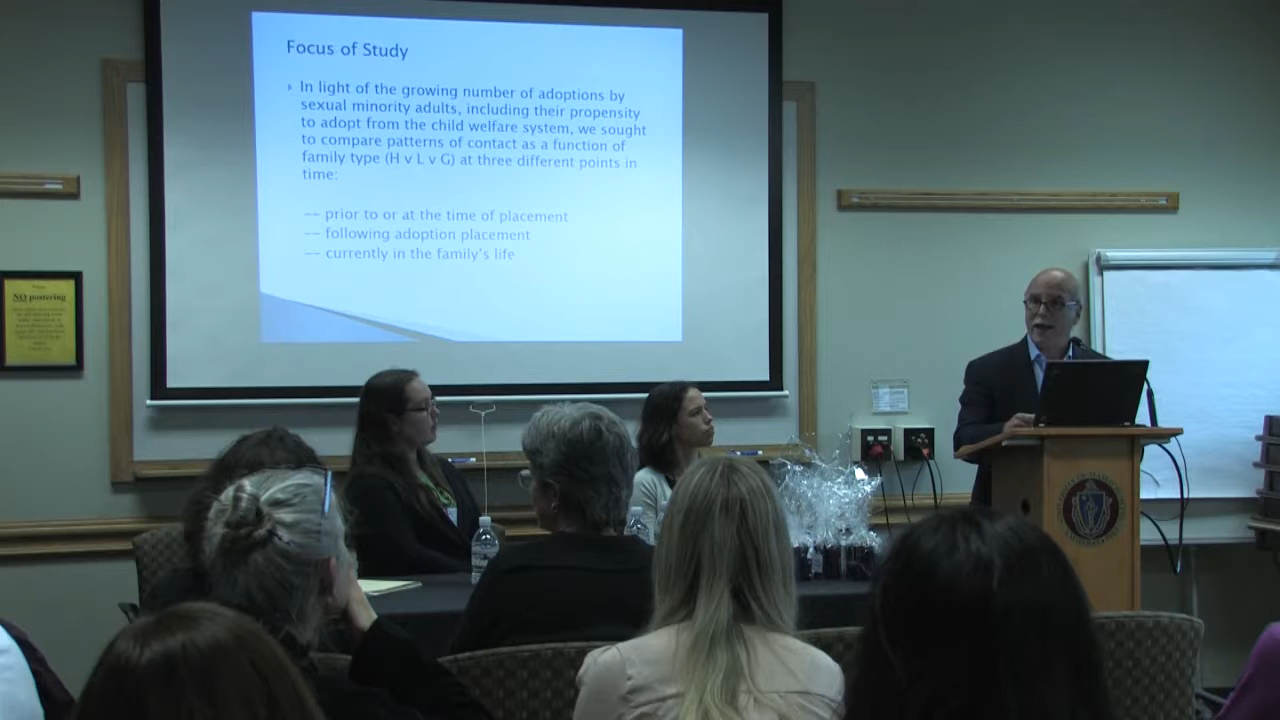 Focus of Study
In light of the growing number of adoptions by
sexual minority adults, including their propensity
to adopt from the child welfare system, we sought
to compare patterns of contact as a function of
family type (H v L v G) at three different points in
time:
-- prior to or at the time of placement
-- following adoption placement
-- currently in the family's life
NO postering